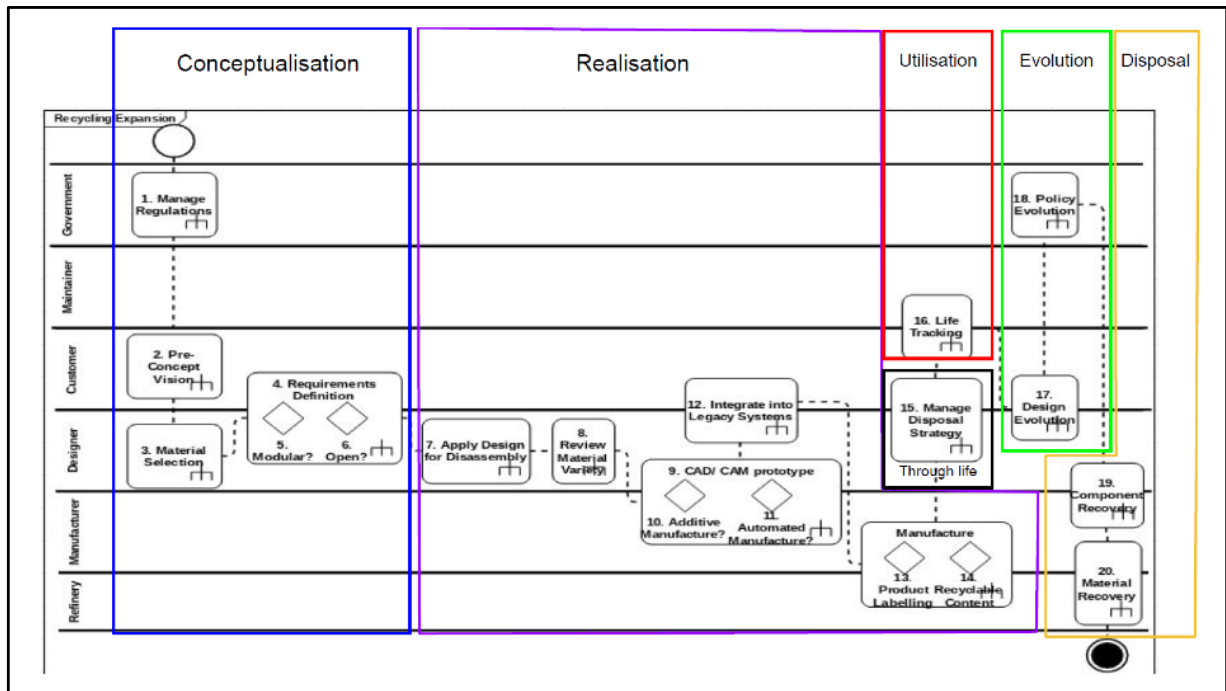 Conceptualisation
Realisation
Utilisation
Evolution
Disposal
Recycling Expansion
Government
Maintainer
Customer
Designer
Manufacturer
Refinery
1. Manage
Regulations
2. Pre-
Concept
Vision
3. Material
Selection
4. Requirements
Definition
5.
Modular?
6.
Open?
7. Apply Design
for Disassembly
8.
Review
Material
Variety
9. CAD/ CAM prototype
10. Additive
Manufacture?
11.
Automated
Manufacture?
12. Integrate into
Legacy Systems
Manufacture
13.
Product
Labelling
14.
Recyclable
Content
15. Manage
Disposal
Strategy
Through life
16. Life
Tracking
17.
Design
Evolution
18. Policy
Evolution
19.
Component
Recovery
20.
Material
Recovery